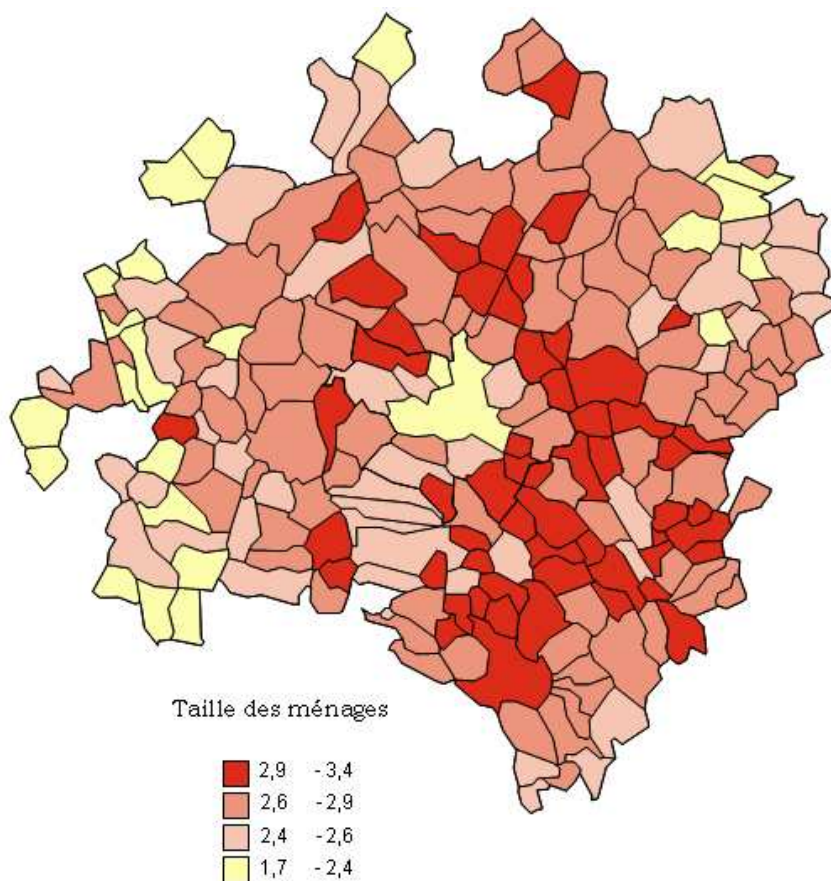 Taille des ménages
2,9 - 3,4
2,6 - 2,9
2,4 - 2,6
1,7 - 2,4